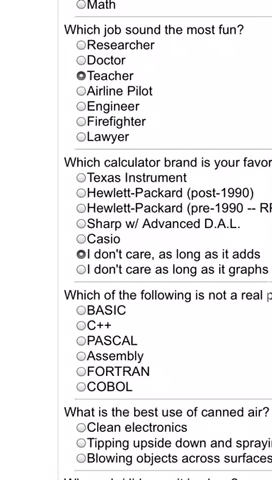 Math
Which job sound the most fun?
Researcher
Doctor
Teacher
Airline Pilot
Engineer
Firefighter
Lawyer
Which calculator brand is your favor
Texas Instrument
Hewlett-Packard (post-1990)
Hewlett-Packard (pre-1990 -- RP
Sharp w/ Advanced D.A.L.
Casio
I don't care, as long as it adds
I don't care as long as it graphs
Which of the following is not a real p
BASIC
C++
PASCAL
Assembly
FORTRAN
COBOL
What is the best use of canned air?
Clean electronics
Tipping upside down and sprayi
Blowing objects across surfaces